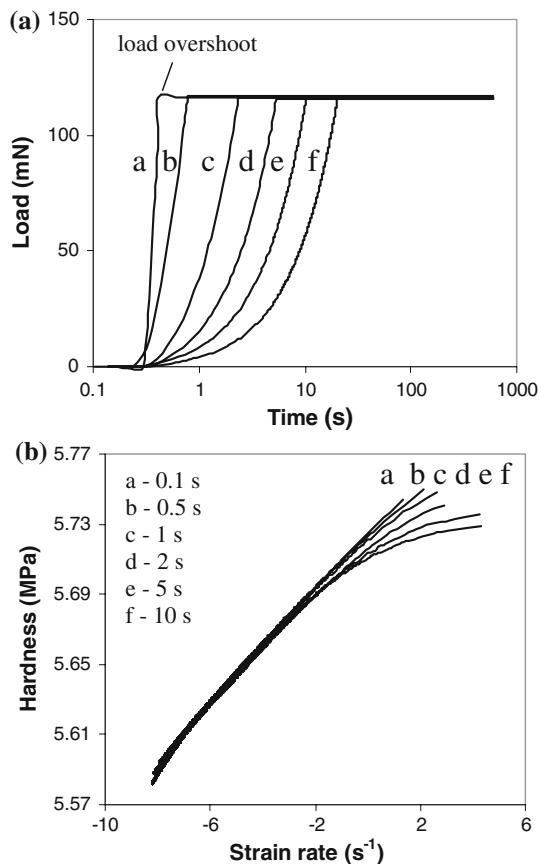 (a)
150
load overshoot
100
a b c d e f
Load (mN)
50
0
0.1 1 10 100 1000
Time (s)
(b)
5.77
a b c d e f
a - 0.1 s
b - 0.5 s
c - 1 s
d - 2 s
e - 5 s
f - 10 s
5.73
Hardness (MPa)
5.69
5.65
5.61
5.57
-10 -6 -2 2 6
Strain rate (s⁻¹)